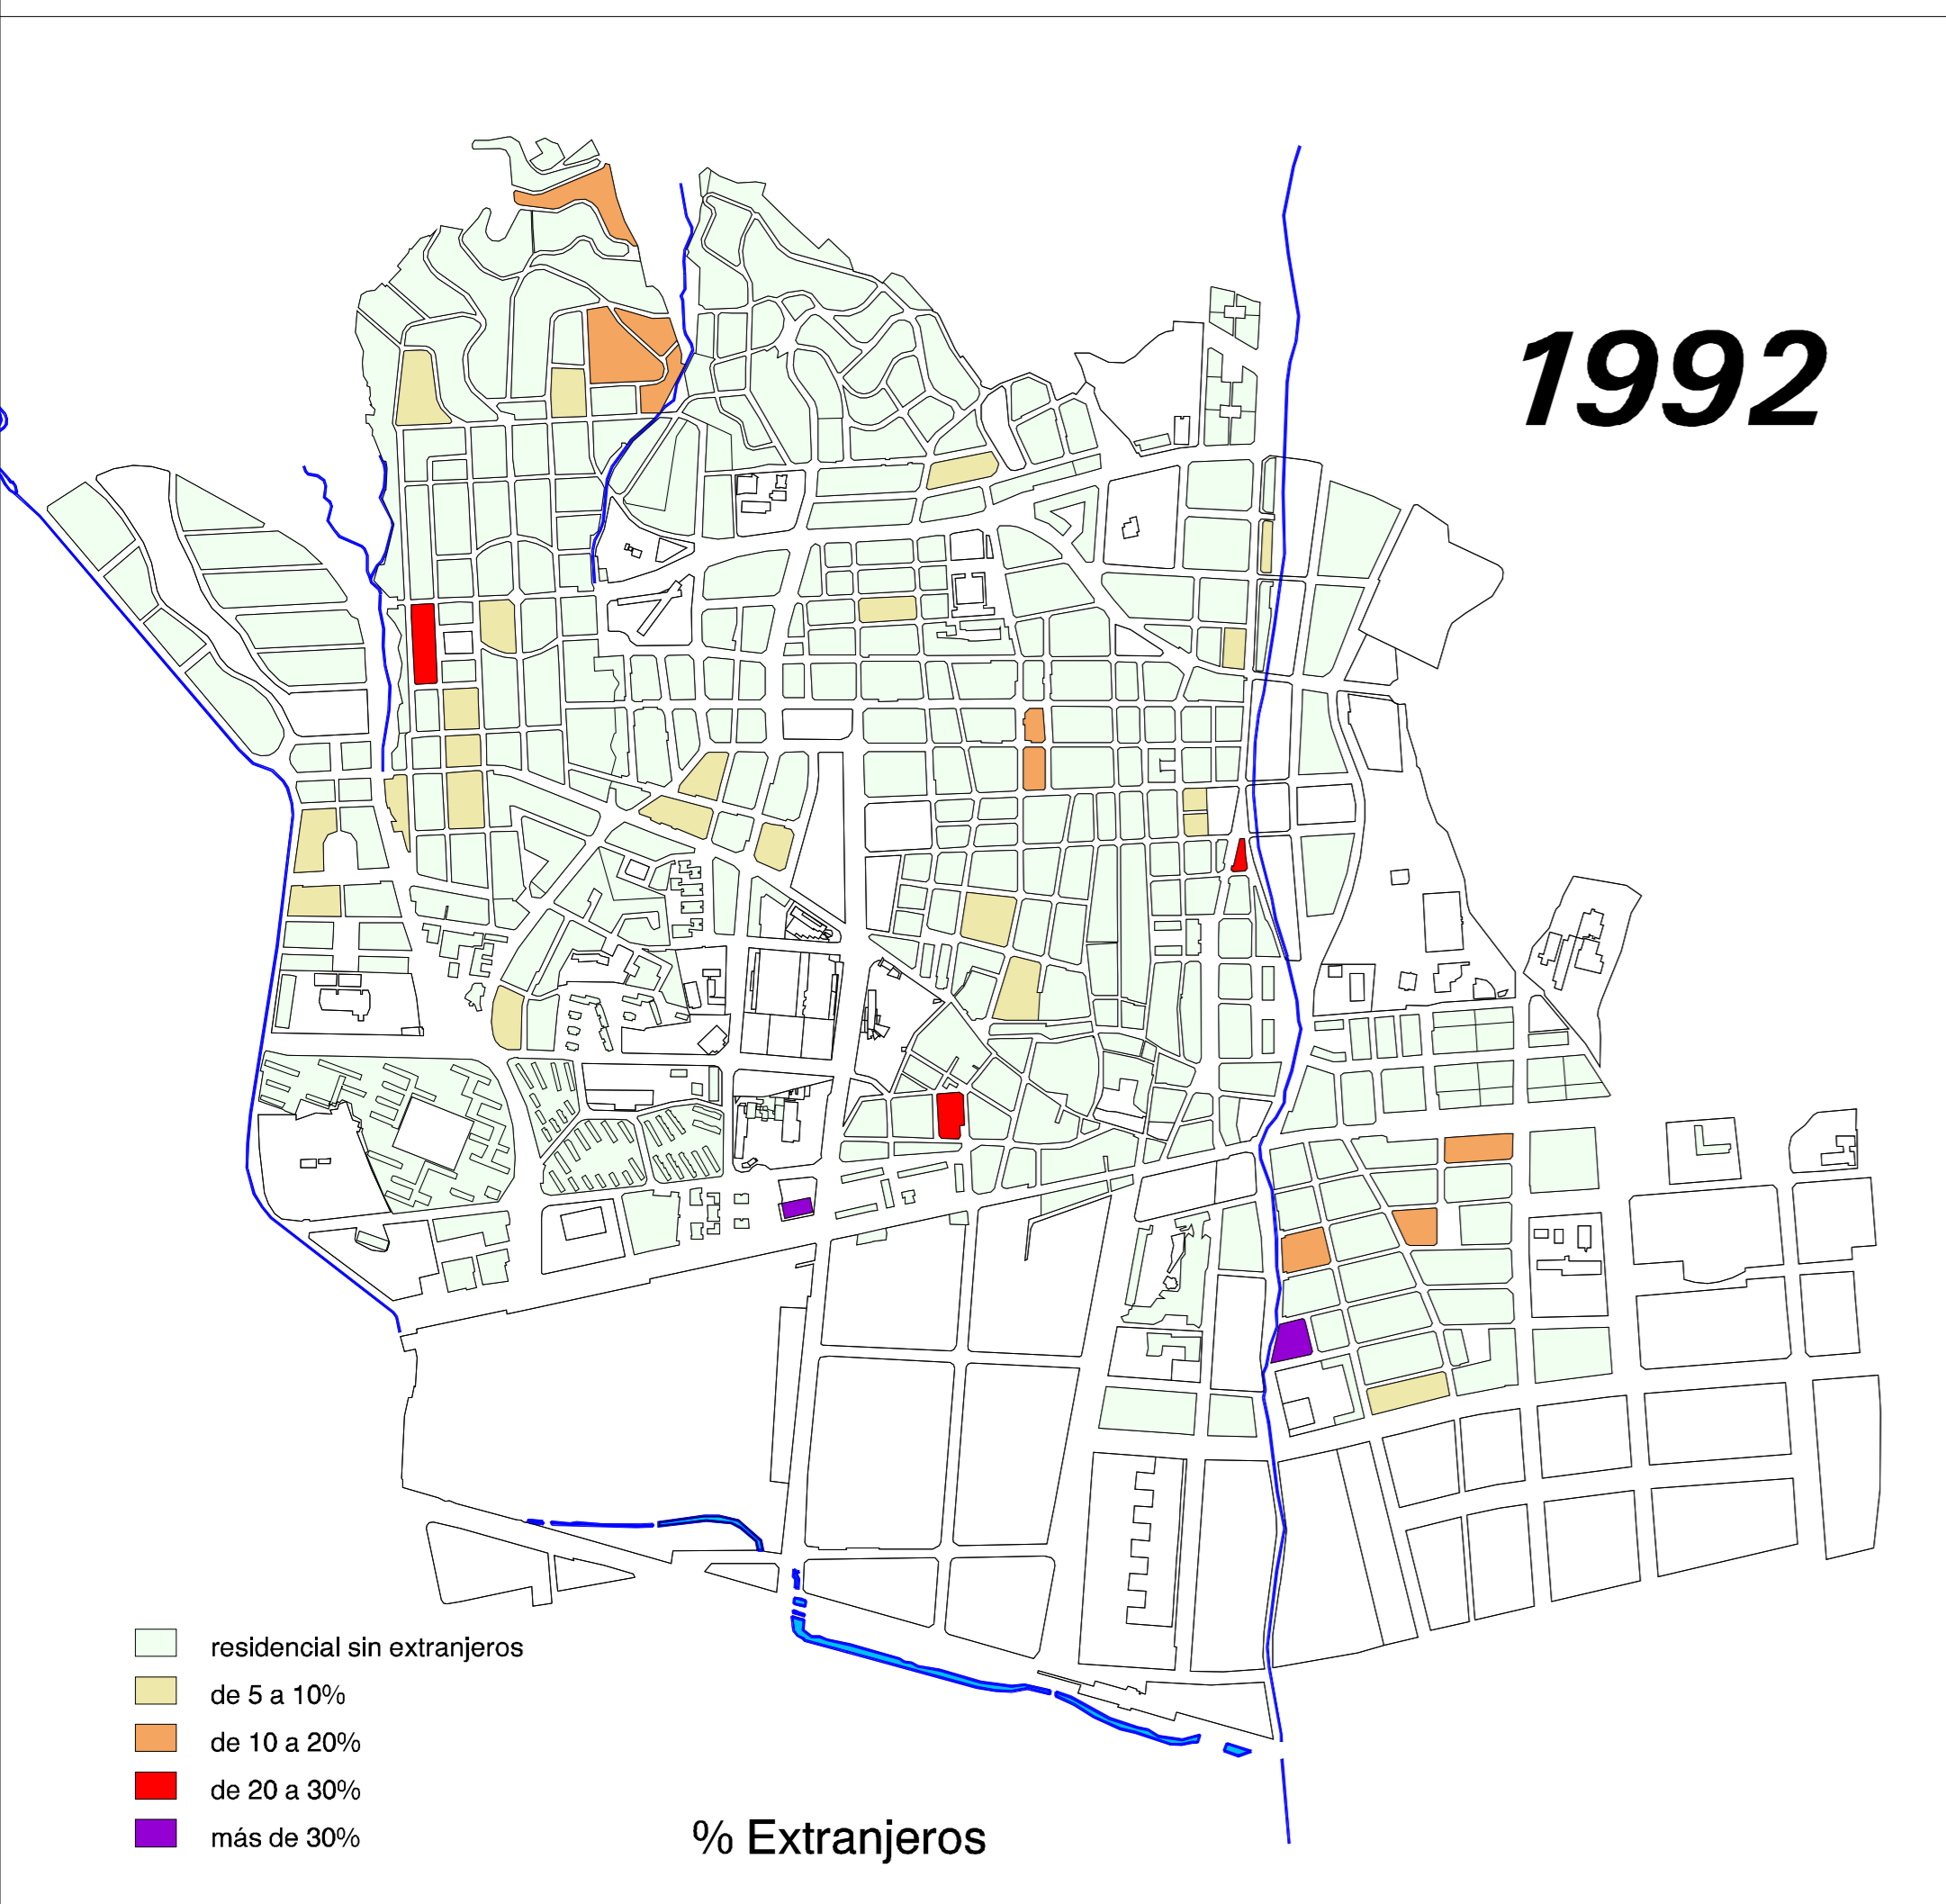 1992
residencial sin extranjeros
de 5 a 10%
de 10 a 20%
de 20 a 30%
más de 30%
% Extranjeros